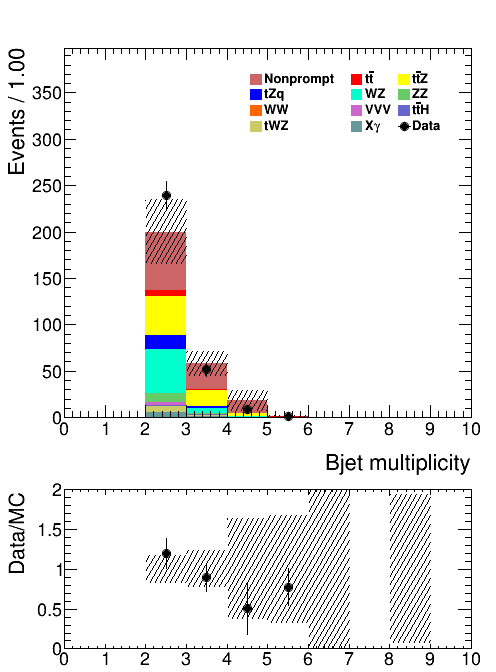 Events / 1.00
350
300
250
200
150
100
50
0
Nonprompt tt̄ tt̄Z
tZq WZ ZZ
WW VVV tt̄H
tWZ Xγ Data
0 1 2 3 4 5 6 7 8 9 10
Bjet multiplicity
Data/MC
2
1.5
1
0.5
0
0 1 2 3 4 5 6 7 8 9 10